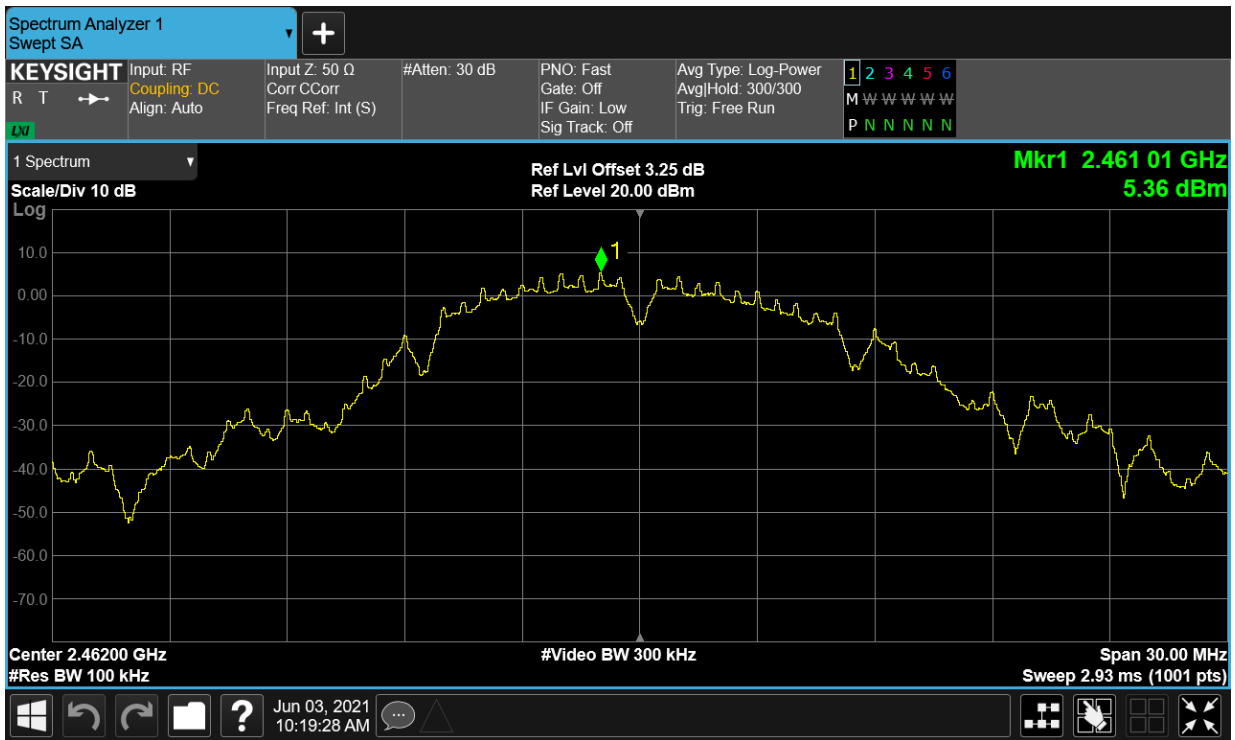 Spectrum Analyzer 1
Swept SA
KEYSIGHT
R T
LXI
Input: RF
Coupling: DC
Align: Auto
Input Z: 50 Ω
Corr CCorr
Freq Ref: Int (S)
#Atten: 30 dB
PNO: Fast
Gate: Off
IF Gain: Low
Sig Track: Off
Avg Type: Log-Power
Avg|Hold: 300/300
Trig: Free Run
1 2 3 4 5 6
M W W W W W
P N N N N N
1 Spectrum
Scale/Div 10 dB
Log
Ref Lvl Offset 3.25 dB
Ref Level 20.00 dBm
Mkr1 2.461 01 GHz
5.36 dBm
1
10.0
0.00
-10.0
-20.0
-30.0
-40.0
-50.0
-60.0
-70.0
Center 2.46200 GHz
#Res BW 100 kHz
#Video BW 300 kHz
Span 30.00 MHz
Sweep 2.93 ms (1001 pts)
?
Jun 03, 2021
10:19:28 AM